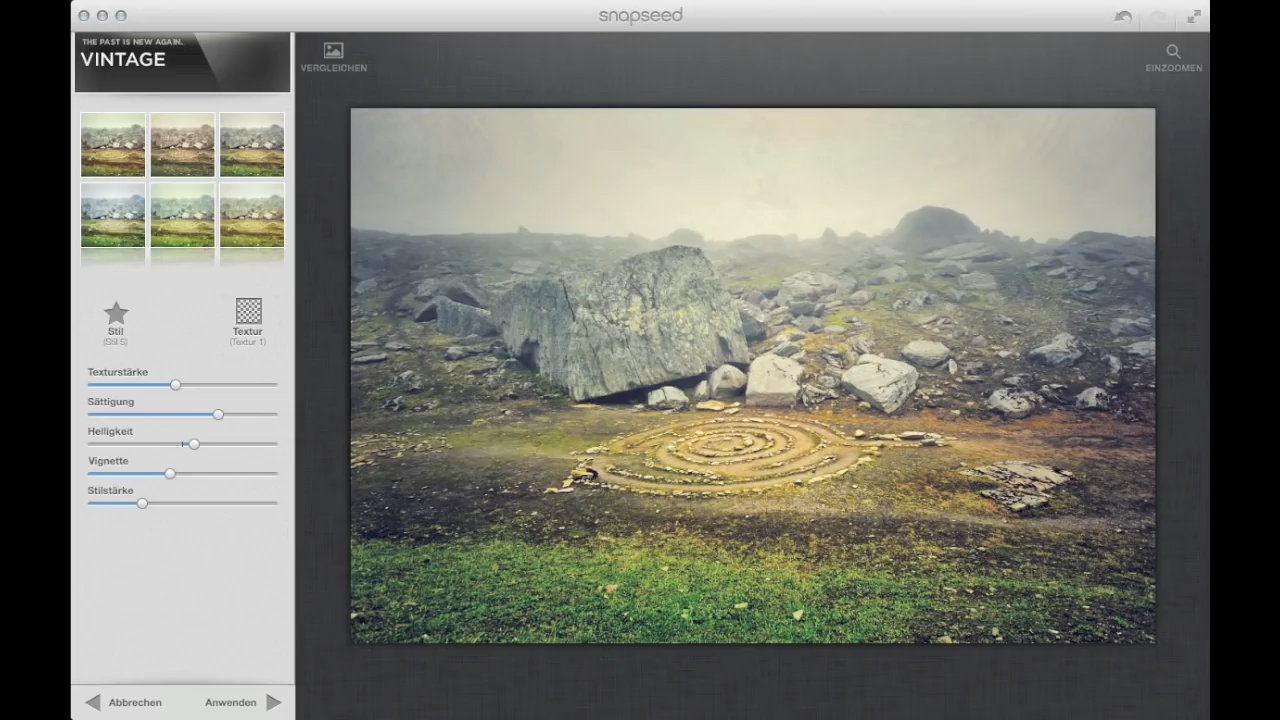 snapseed
THE PAST IS NEW AGAIN.
VINTAGE
VERGLEICHEN
EINZOOMEN
Stil
(Stil 5)
Textur
(Textur 1)
Texturstärke
Sättigung
Helligkeit
Vignette
Stilstärke
Abbrechen
Anwenden